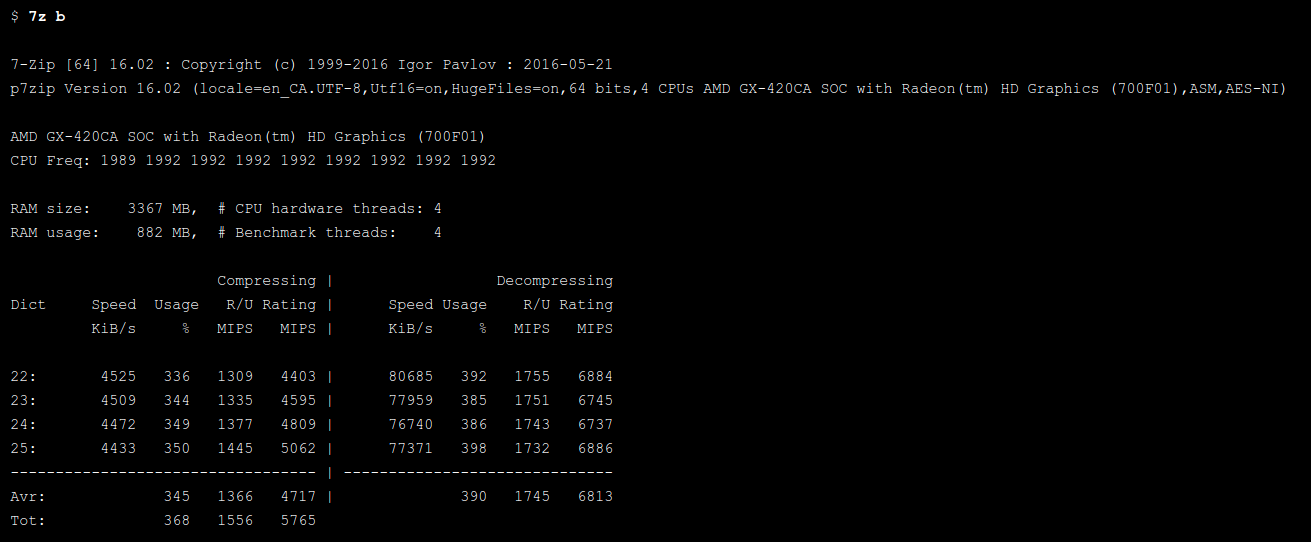 $ 7z b

7-Zip [64] 16.02 : Copyright (c) 1999-2016 Igor Pavlov : 2016-05-21
p7zip Version 16.02 (locale=en_CA.UTF-8,Utf16=on,HugeFiles=on,64 bits,4 CPUs AMD GX-420CA SOC with Radeon(tm) HD Graphics (700F01),ASM,AES-NI)

AMD GX-420CA SOC with Radeon(tm) HD Graphics (700F01)
CPU Freq: 1989 1992 1992 1992 1992 1992 1992 1992 1992

RAM size:    3367 MB,  # CPU hardware threads: 4
RAM usage:    882 MB,  # Benchmark threads:    4

                       Compressing |                  Decompressing
Dict     Speed  Usage   R/U Rating |      Speed Usage    R/U Rating
         KiB/s     %   MIPS   MIPS |      KiB/s     %   MIPS   MIPS

22:       4525   336   1309   4403 |      80685   392   1755   6884
23:       4509   344   1335   4595 |      77959   385   1751   6745
24:       4472   349   1377   4809 |      76740   386   1743   6737
25:       4433   350   1445   5062 |      77371   398   1732   6886
---------------------------------- | ------------------------------
Avr:             345   1366   4717 |              390   1745   6813
Tot:             368   1556   5765